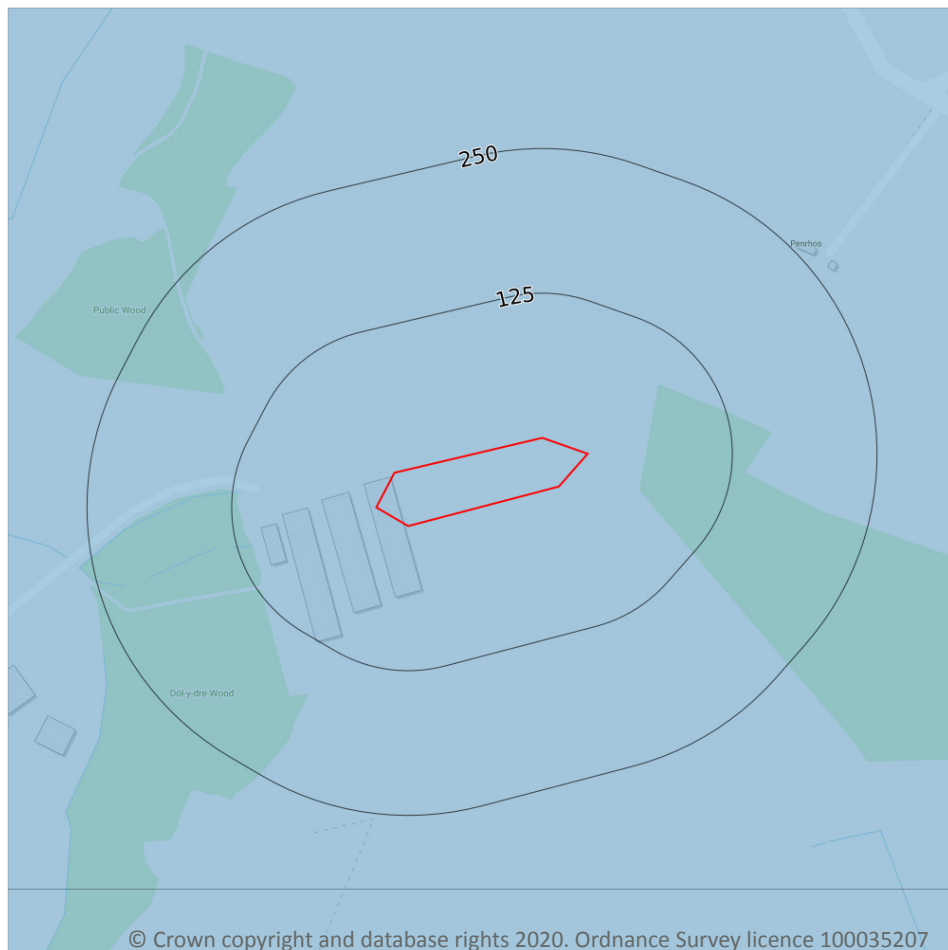 250
Penrhos
125
Public Wood
Dôl-y-dre-Wood
© Crown copyright and database rights 2020. Ordnance Survey licence 100035207